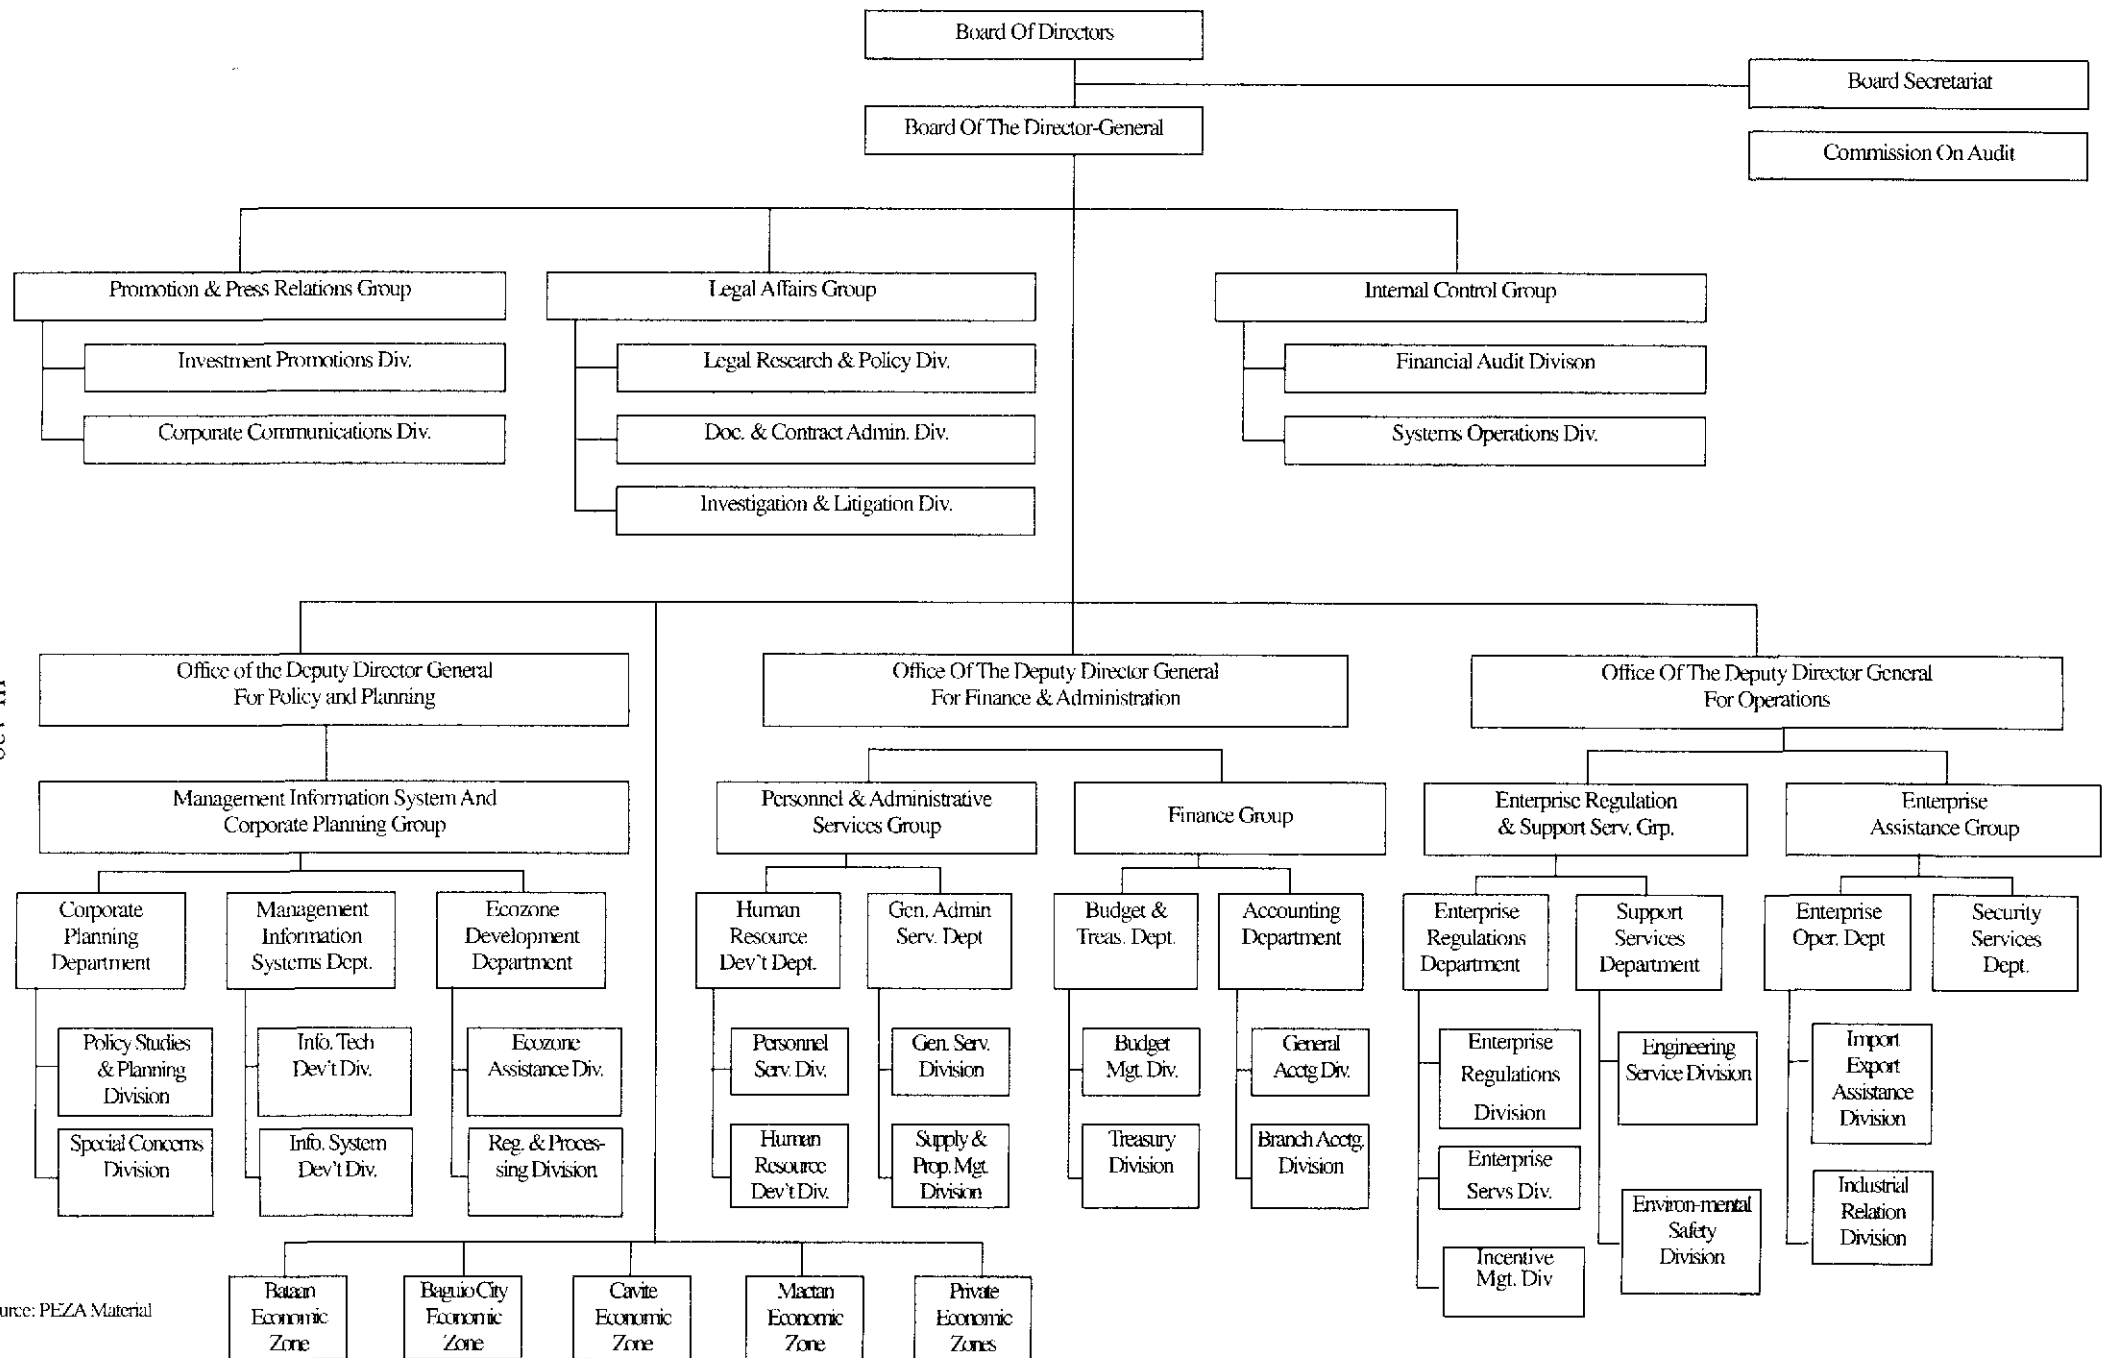 Board Of Directors
Board Secretariat
Board Of The Director-General
Commission On Audit
Promotion & Press Relations Group
Legal Affairs Group
Internal Control Group
Investment Promotions Div.
Legal Research & Policy Div.
Financial Audit Divison
Corporate Communications Div.
Doc. & Contract Admin. Div.
Systems Operations Div.
Investigation & Litigation Div.
Office of the Deputy Director General
For Policy and Planning
Office Of The Deputy Director General
For Finance & Administration
Office Of The Deputy Director General
For Operations
Management Information System And
Corporate Planning Group
Personnel & Administrative
Services Group
Finance Group
Enterprise Regulation
& Support Serv. Grp.
Enterprise
Assistance Group
Corporate
Planning
Department
Management
Information
Systems Dept.
Ecozone
Development
Department
Human
Resource
Dev't Dept.
Gen. Admin
Serv. Dept
Budget &
Treas. Dept.
Accounting
Department
Enterprise
Regulations
Department
Support
Services
Department
Enterprise
Oper. Dept
Security
Services
Dept.
Policy Studies
& Planning
Division
Info. Tech
Dev't Div.
Ecozone
Assistance Div.
Personnel
Serv. Div.
Gen. Serv.
Division
Budget
Mgt. Div.
General
Acctg Div.
Enterprise
Regulations
Division
Engineering
Service Division
Import
Export
Assistance
Division
Special Concerns
Division
Info. System
Dev't Div.
Reg. & Proces-
sing Division
Human
Resource
Dev't Div.
Supply &
Prop. Mgt.
Division
Treasury
Division
Branch Acctg.
Division
Enterprise
Servs Div.
Environ-mental
Safety
Division
Industrial
Relation
Division
Incentive
Mgt. Div
Bataan
Economic
Zone
Baguio City
Economic
Zone
Cavite
Economic
Zone
Mactan
Economic
Zone
Private
Economic
Zones
urce: PEZA Material